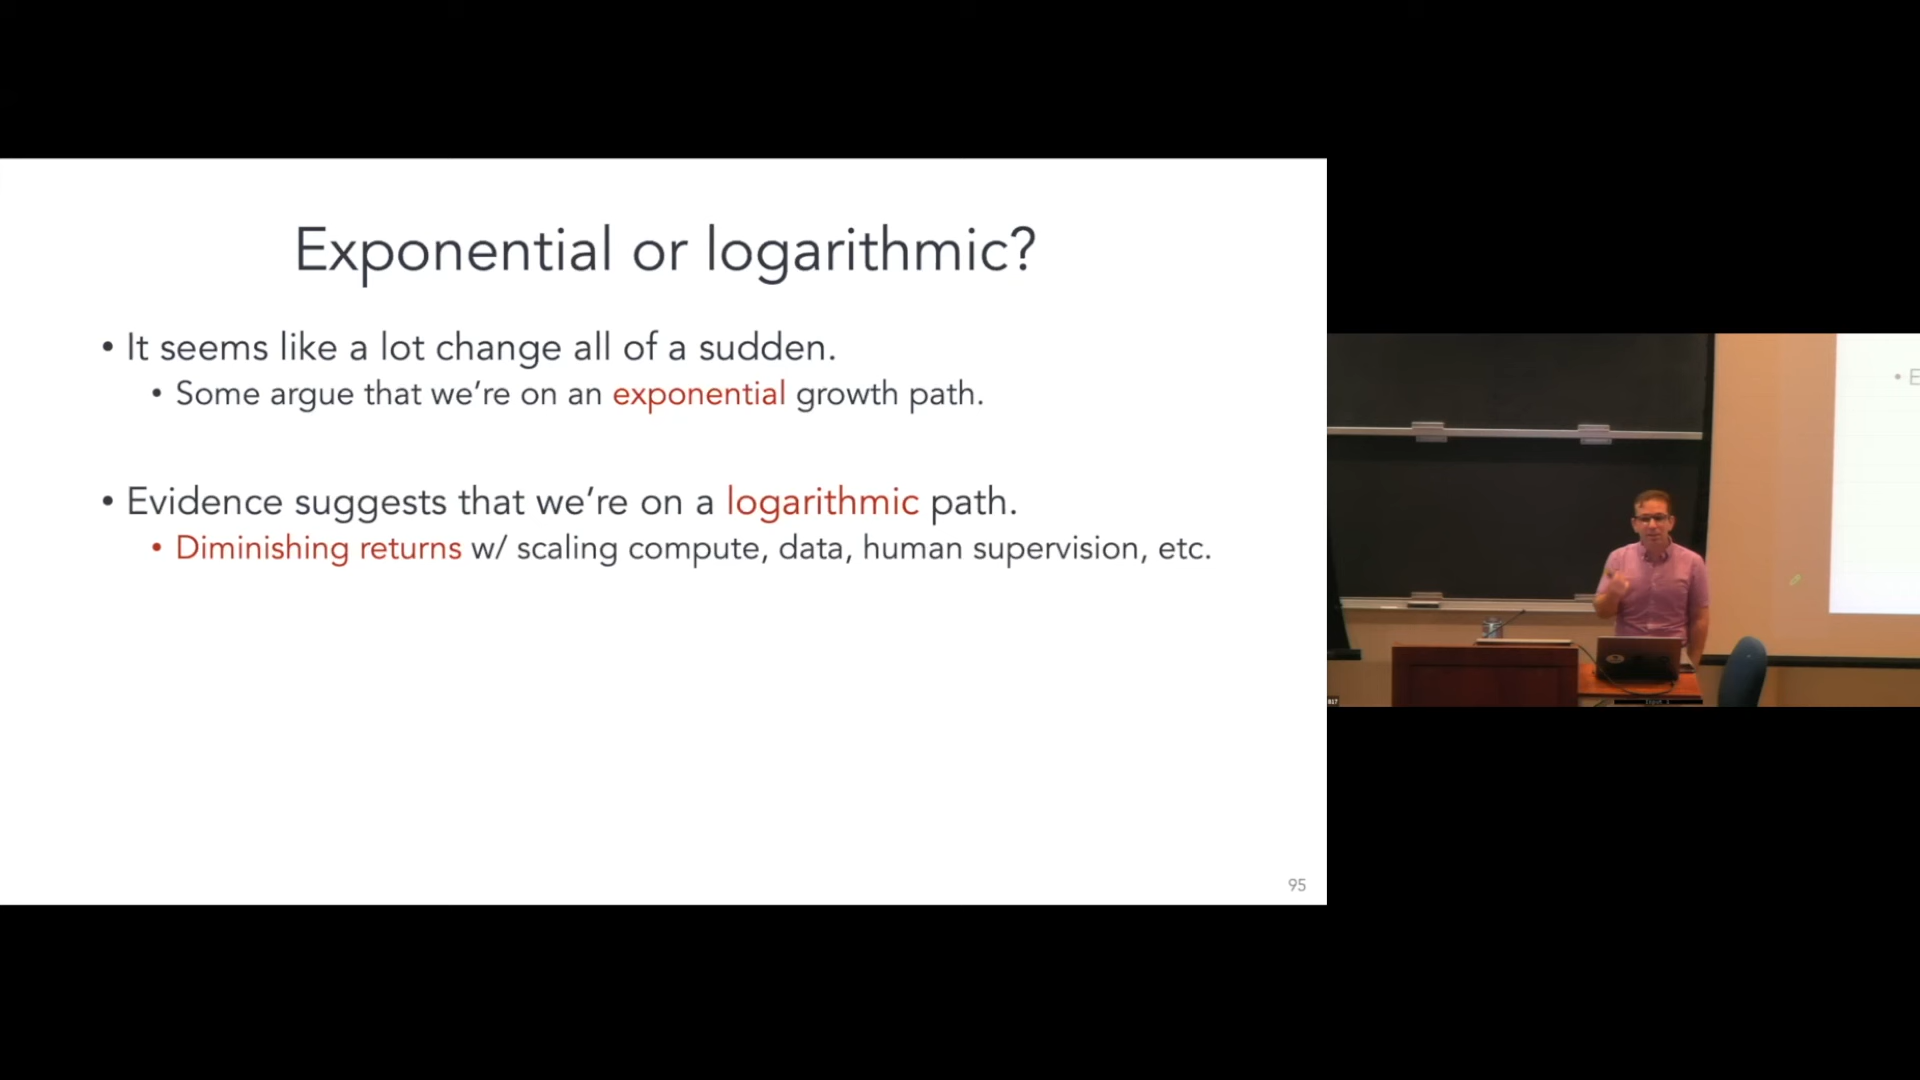 Exponential or logarithmic?
• It seems like a lot change all of a sudden.
• Some argue that we're on an exponential growth path.
• Evidence suggests that we're on a logarithmic path.
• Diminishing returns w/ scaling compute, data, human supervision, etc.
95
• E